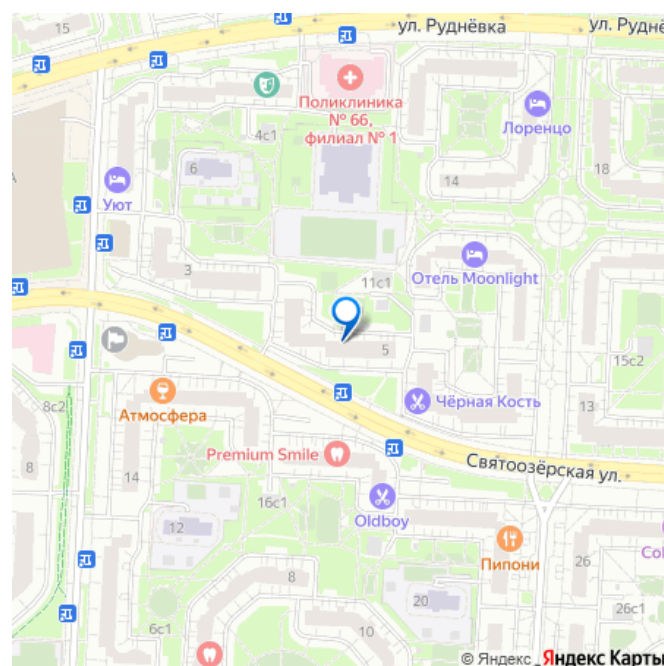 15
ул. Руднёвка
ул. Руднё
Поликлиника
№ 66,
филиал № 1
4с1
Лоренцо
6
14
18
Уют
А
3
11с1
Отель Moonlight
5
15с2
Чёрная Кость
13
8с2
Атмосфера
Premium Smile
Святоозёрская ул.
8
14
16с1
Oldboy
12
Пипони
26
Col
8
20
26с1
6с1
10
© Яндекс Яндекс Карты